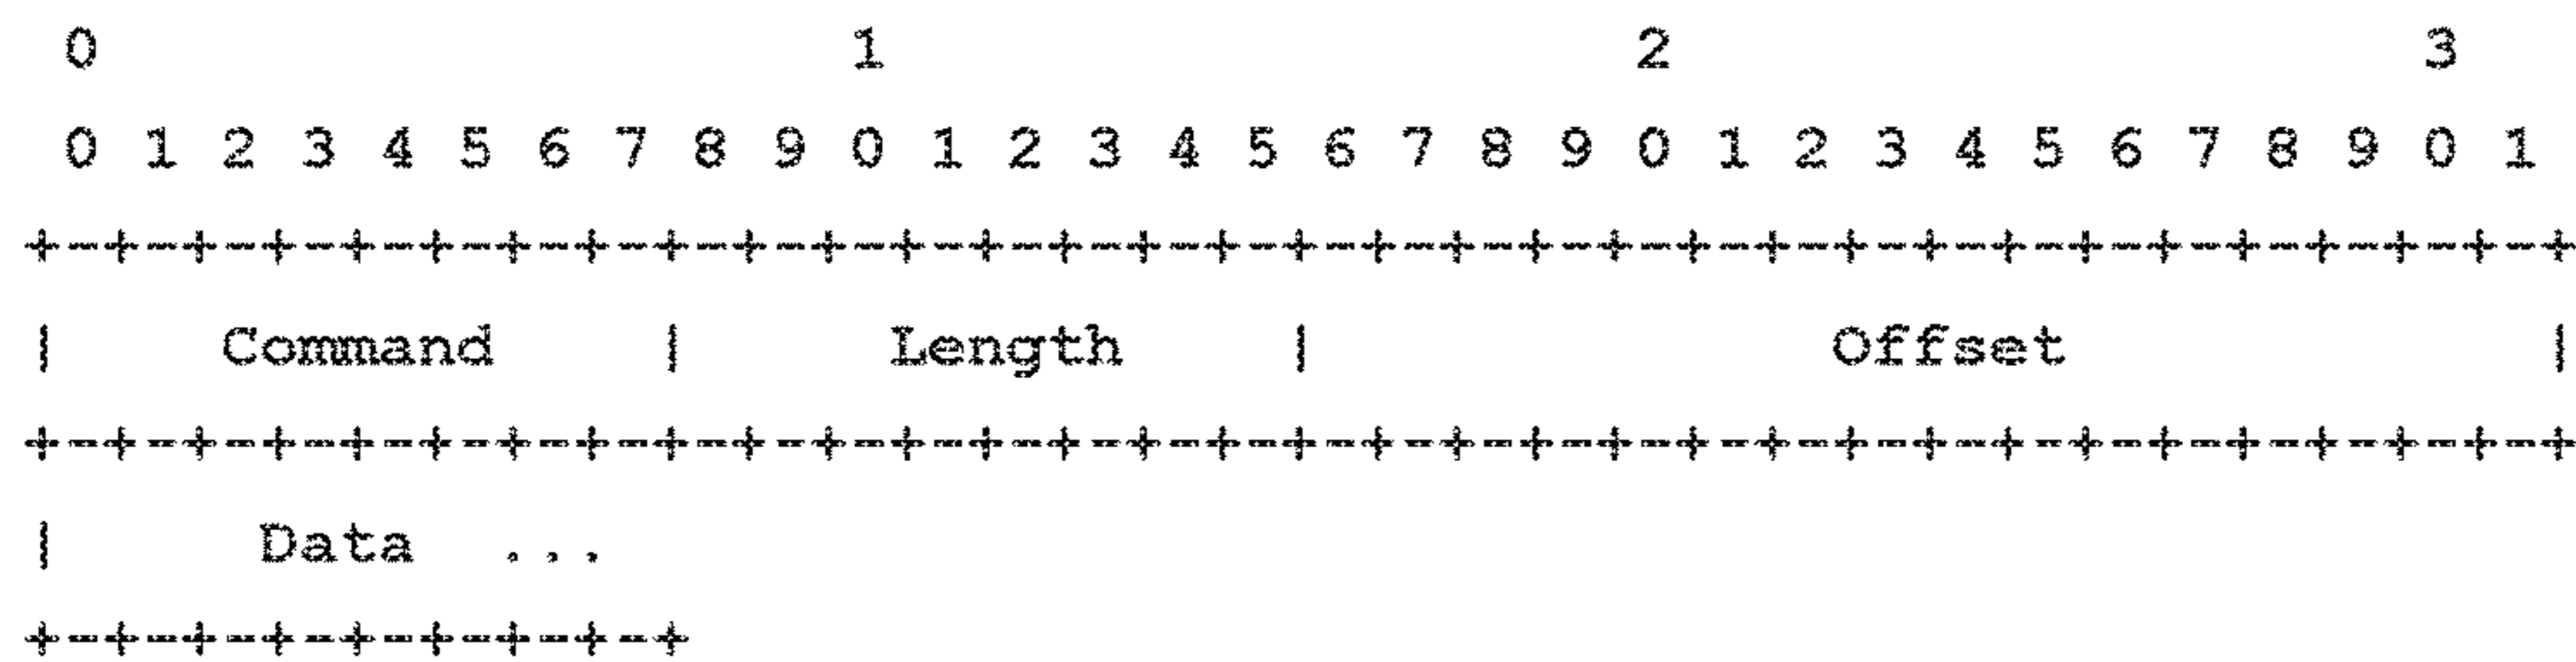 0                   1                   2                   3
 0 1 2 3 4 5 6 7 8 9 0 1 2 3 4 5 6 7 8 9 0 1 2 3 4 5 6 7 8 9 0 1
+-+-+-+-+-+-+-+-+-+-+-+-+-+-+-+-+-+-+-+-+-+-+-+-+-+-+-+-+-+-+-+-+
|    Command    |     Length    |             Offset            |
+-+-+-+-+-+-+-+-+-+-+-+-+-+-+-+-+-+-+-+-+-+-+-+-+-+-+-+-+-+-+-+-+
|     Data  ...
+-+-+-+-+-+-+-+-+